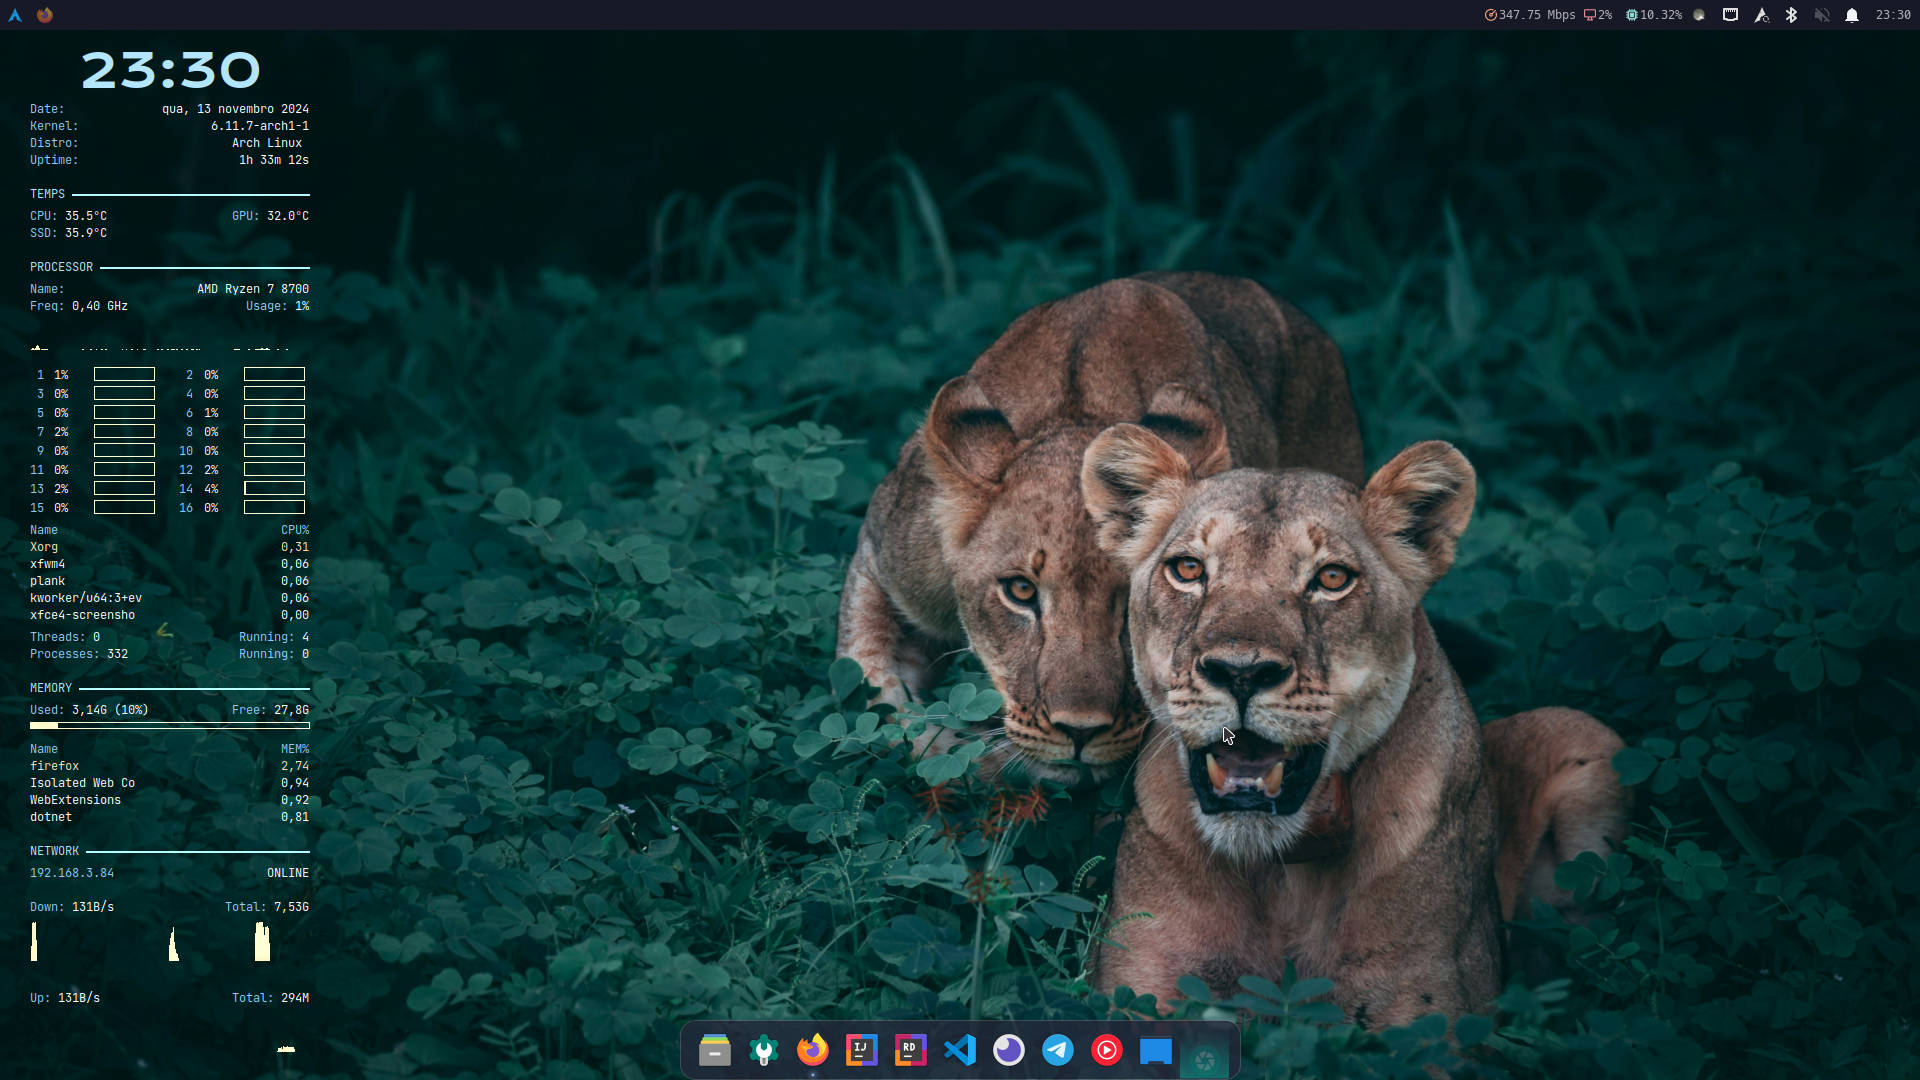 347.75 Mbps 2% 10.32% 23:30
23:30
Date: qua, 13 novembro 2024
Kernel: 6.11.7-arch1-1
Distro: Arch Linux
Uptime: 1h 33m 12s
TEMPS
CPU: 35.5°C GPU: 32.0°C
SSD: 35.9°C
PROCESSOR
Name: AMD Ryzen 7 8700
Freq: 0,40 GHz Usage: 1%
1 1% 2 0%
3 0% 4 0%
5 0% 6 1%
7 2% 8 0%
9 0% 10 0%
11 0% 12 2%
13 2% 14 4%
15 0% 16 0%
Name CPU%
Xorg 0,31
xfwm4 0,06
plank 0,06
kworker/u64:3+ev 0,06
xfce4-screensho 0,00
Threads: 0 Running: 4
Processes: 332 Running: 0
MEMORY
Used: 3,14G (10%) Free: 27,8G
Name MEM%
firefox 2,74
Isolated Web Co 0,94
WebExtensions 0,92
dotnet 0,81
NETWORK
192.168.3.84 ONLINE
Down: 131B/s Total: 7,53G
Up: 131B/s Total: 294M
IJ RD